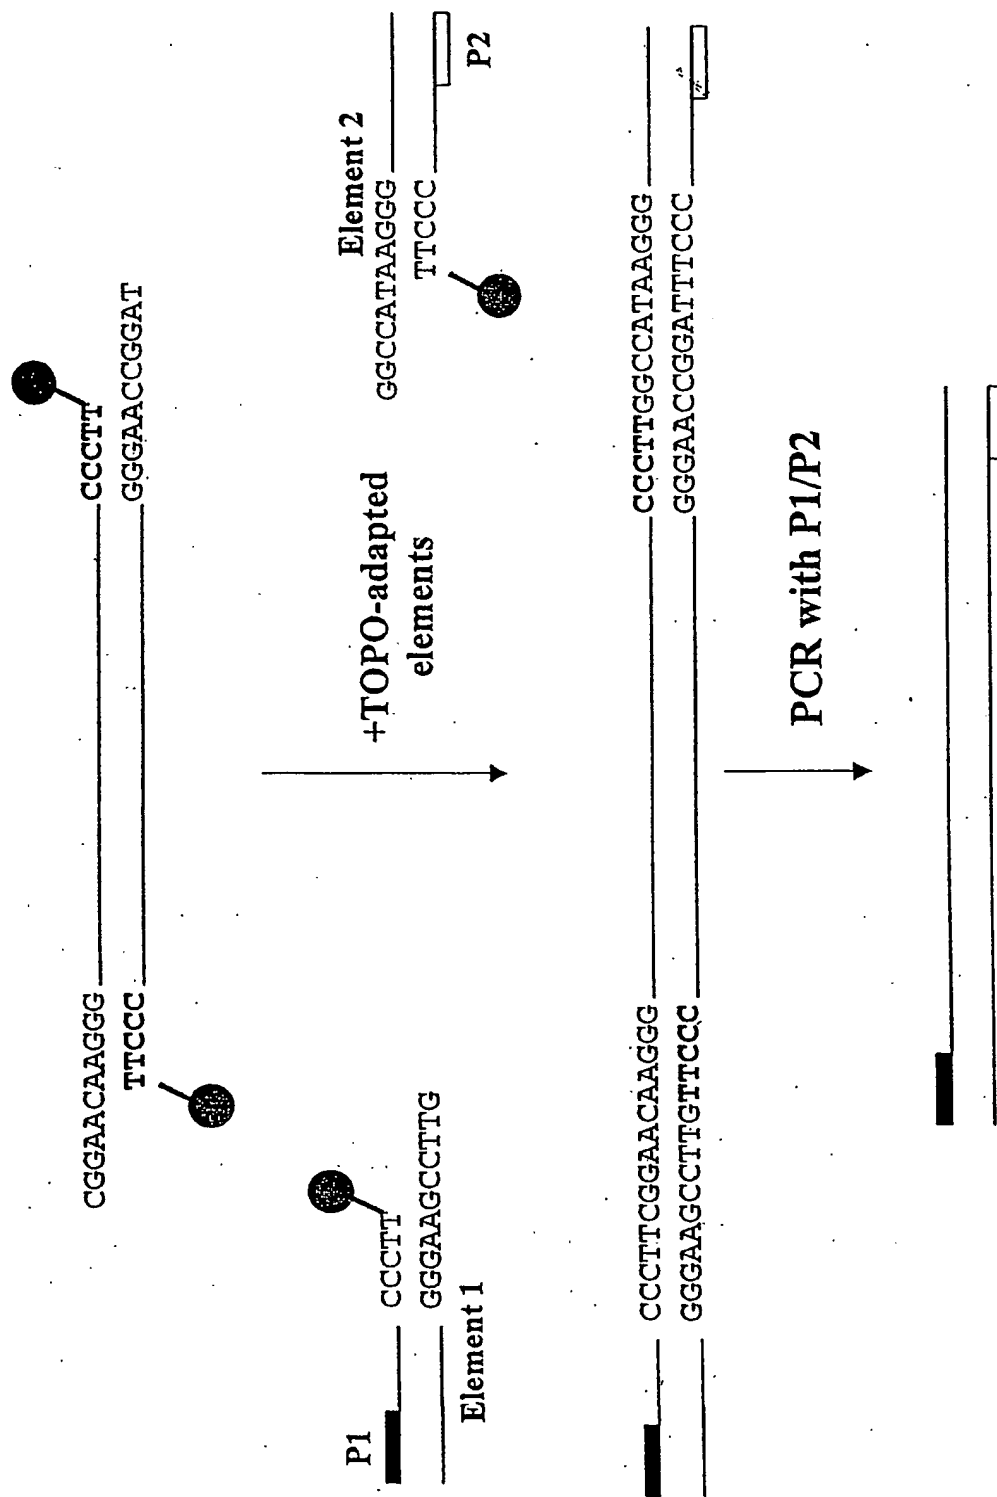 CCCTT
CGGAACAAGGG
TTCCC
GGGAACCGGAT
+TOPO-adapted
elements
P1
CCCTT
GGGAAGCCTTG
Element 1
Element 2
GGCCATAAGGG
TTCCC
P2
CCCTTCGGAACAAGGG
CCCTTGGCCATAAGGG
GGGAAGCCTTGTTCCC
GGGAACCGGATTTCCC
PCR with P1/P2